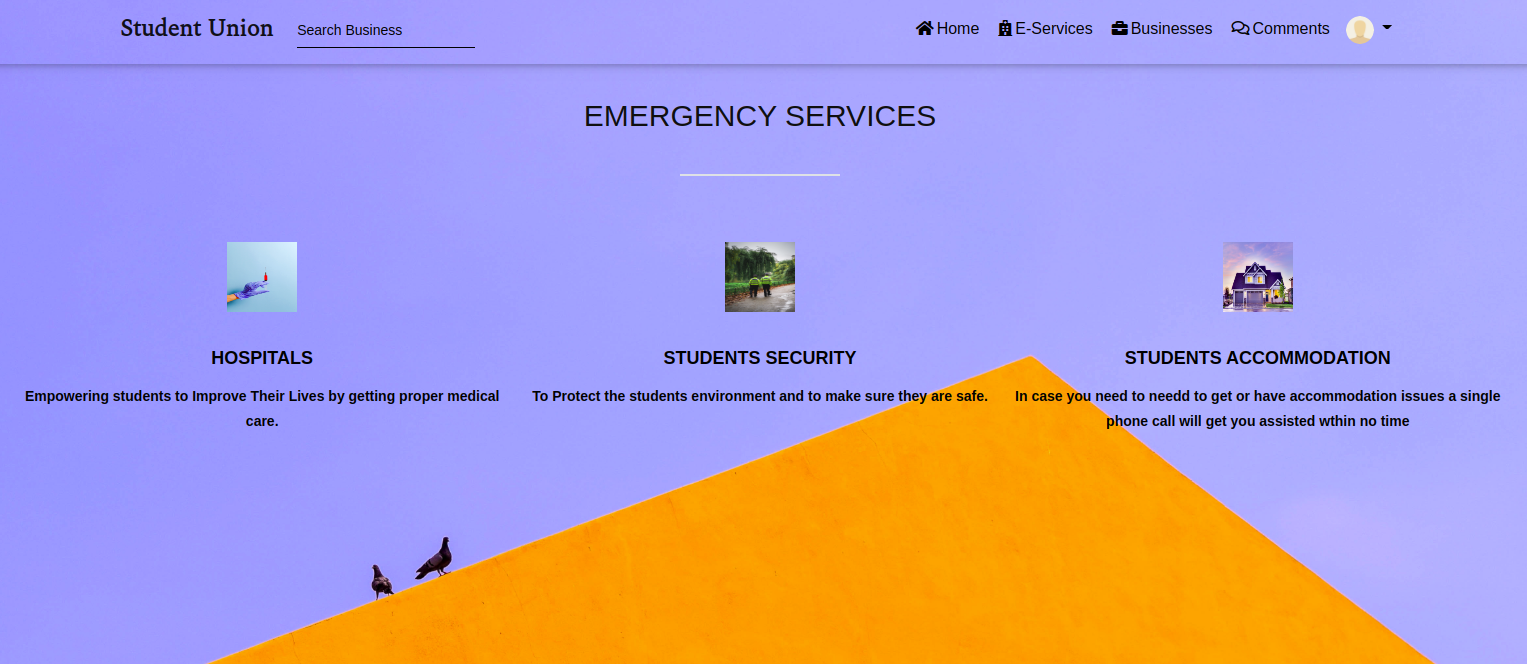 Student Union
Search Business
Home
E-Services
Businesses
Comments
EMERGENCY SERVICES
HOSPITALS
Empowering students to Improve Their Lives by getting proper medical
care.
STUDENTS SECURITY
To Protect the students environment and to make sure they are safe.
STUDENTS ACCOMMODATION
In case you need to needd to get or have accommodation issues a single
phone call will get you assisted wthin no time